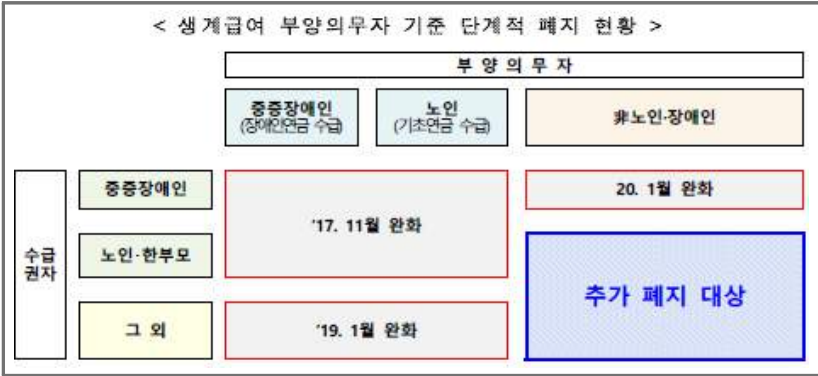 < 생계급여 부양의무자 기준 단계적 폐지 현황 >
부 양 의 무 자
중증장애인
(장애인연금 수급)
노인
(기초연금 수급)
非노인·장애인
수급
권자
중증장애인
'17. 11월 완화
20. 1월 완화
노인·한부모
추가 폐지 대상
그 외
'19. 1월 완화